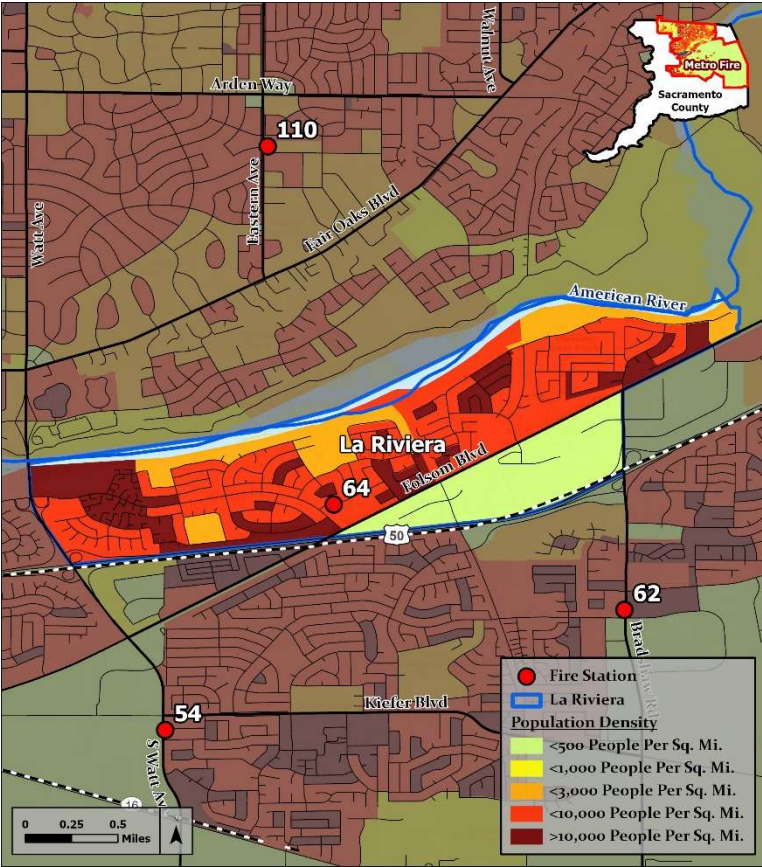 Walnut Ave
Metro Fire
Sacramento
County
Arden Way
110
Eastern Ave
Fair Oaks Blvd
Watt Ave
American River
La Riviera
Folsom Blvd
64
50
62
Bradshaw Rd
54
Kiefer Blvd
S Watt Ave
16
Fire Station
La Riviera
Population Density
<500 People Per Sq. Mi.
<1,000 People Per Sq. Mi.
<3,000 People Per Sq. Mi.
<10,000 People Per Sq. Mi.
>10,000 People Per Sq. Mi.
0 0.25 0.5
Miles